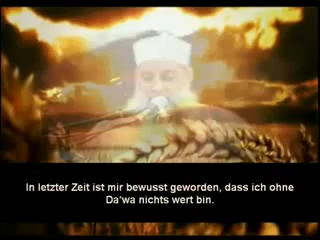 In letzter Zeit ist mir bewusst geworden, dass ich ohne
Da'wa nichts wert bin.